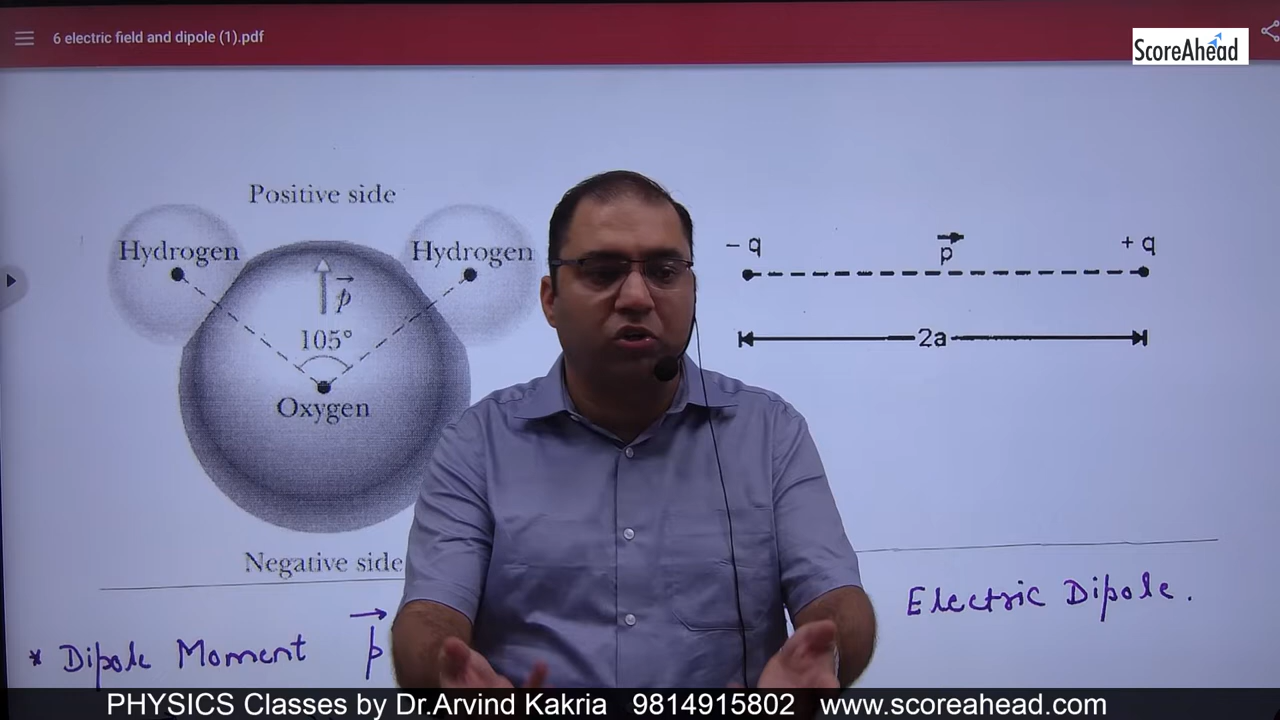 6 electric field and dipole (1).pdf
ScoreAhead
Positive side
Hydrogen
Hydrogen
p
105°
Oxygen
Negative side
- q
p
+ q
2a
Electric Dipole.
* Dipole Moment p
PHYSICS Classes by Dr.Arvind Kakria 9814915802 www.scoreahead.com